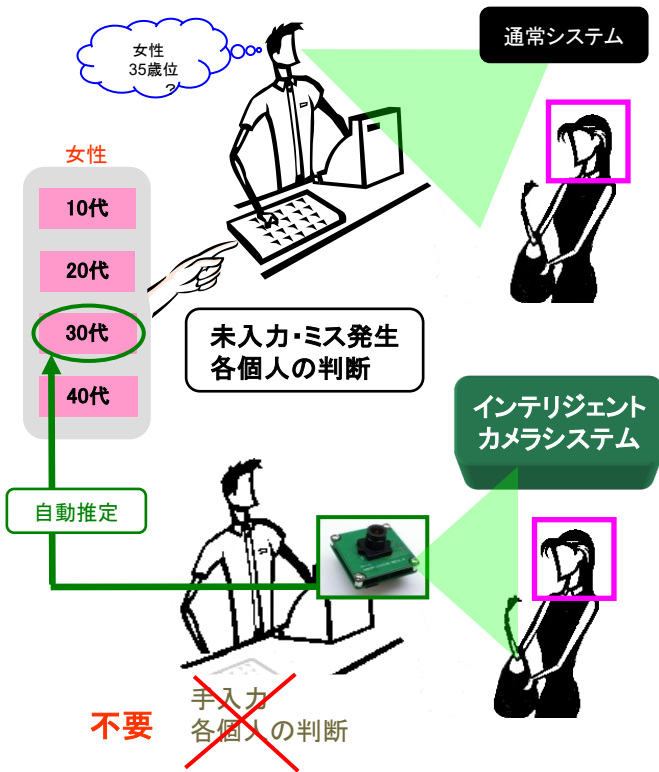 通常システム
女性
35歳位
?
女性
10代
20代
30代
40代
未入力・ミス発生
各個人の判断
インテリジェント
カメラシステム
自動推定
不要
手入力
各個人の判断